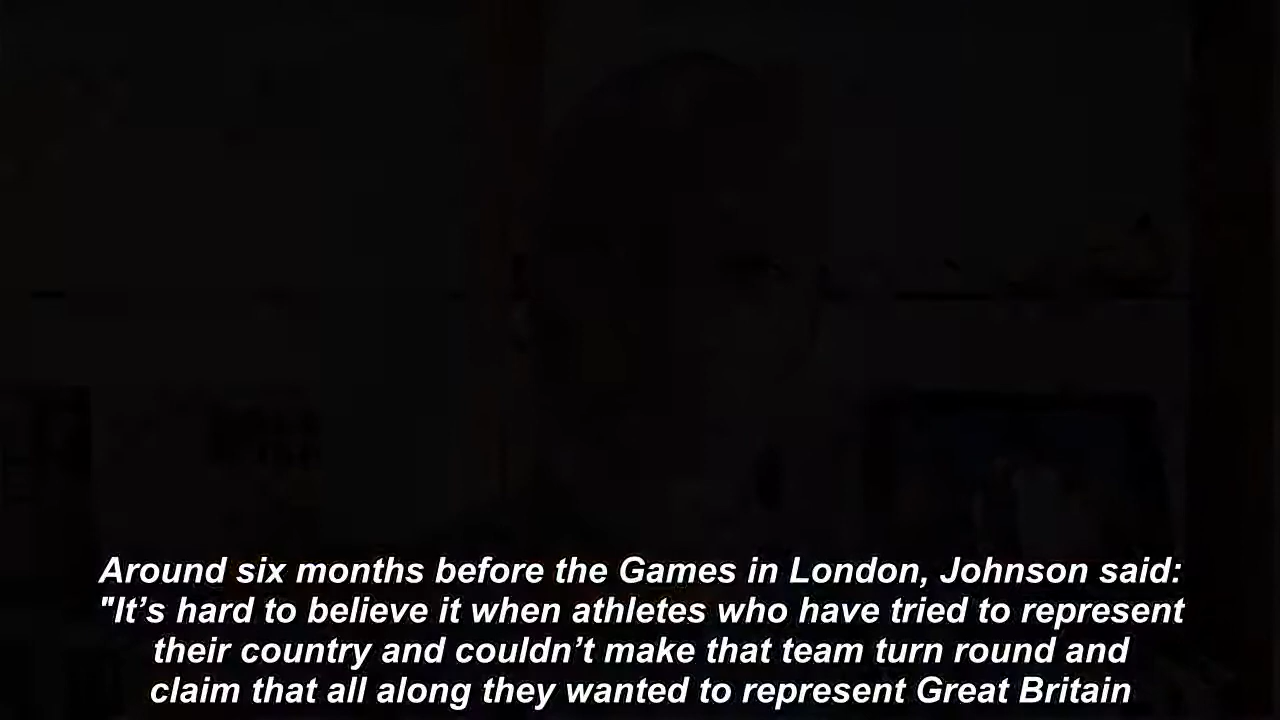 Around six months before the Games in London, Johnson said:
"It’s hard to believe it when athletes who have tried to represent
their country and couldn’t make that team turn round and
claim that all along they wanted to represent Great Britain